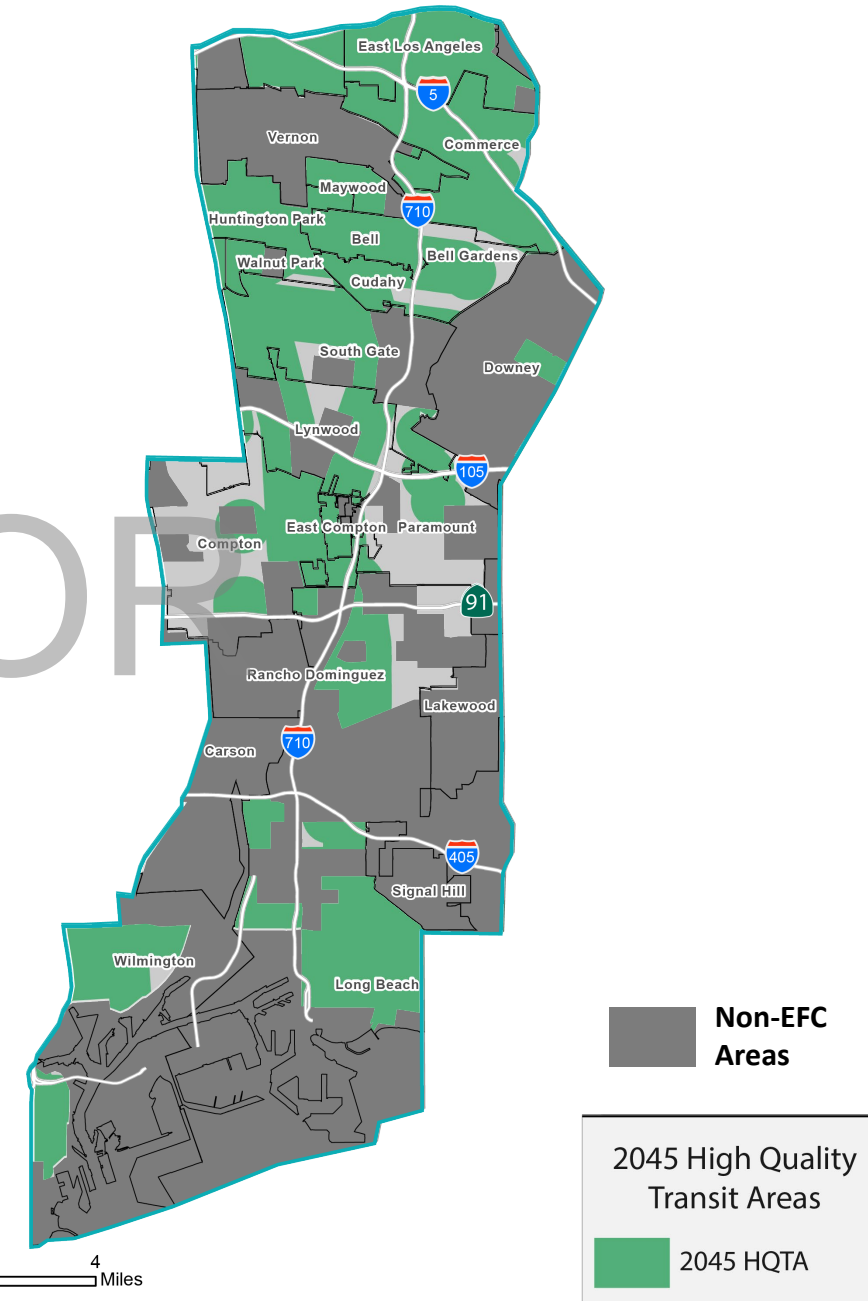 East Los Angeles
5
Vernon
Commerce
Maywood
710
Huntington Park
Bell
Walnut Park
Bell Gardens
Cudahy
South Gate
Downey
Lynwood
105
East Compton
Paramount
Compton
OR
91
Rancho Dominguez
Lakewood
710
Carson
405
Signal Hill
Wilmington
Long Beach
Non-EFC
Areas
2045 High Quality
Transit Areas
2045 HQTA
4
Miles